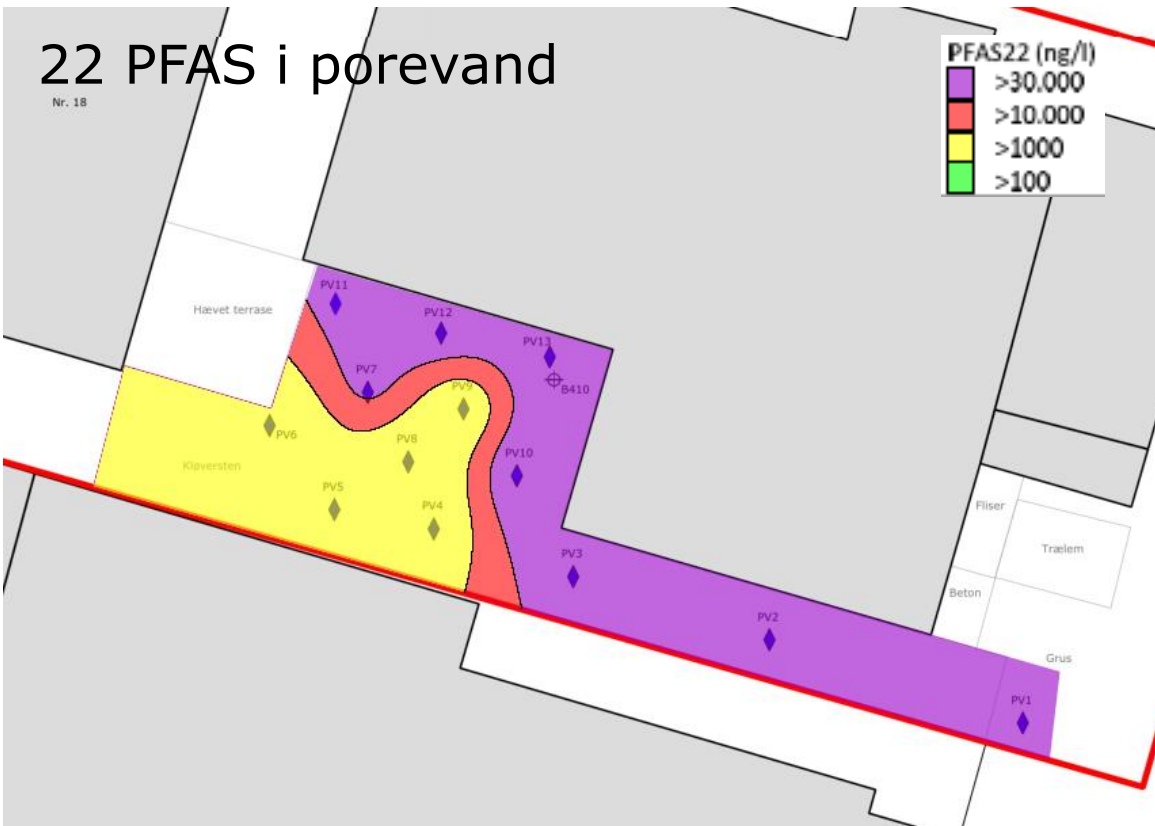 22 PFAS i porevand
Nr. 18
PFAS22 (ng/l)
>30.000
>10.000
>1000
>100
Hævet terrase
PV11
PV12
PV13
B410
PV7
PV9
PV6
PV8
PV10
Kløversten
PV5
PV4
PV3
PV2
PV1
Fliser
Trælem
Beton
Grus